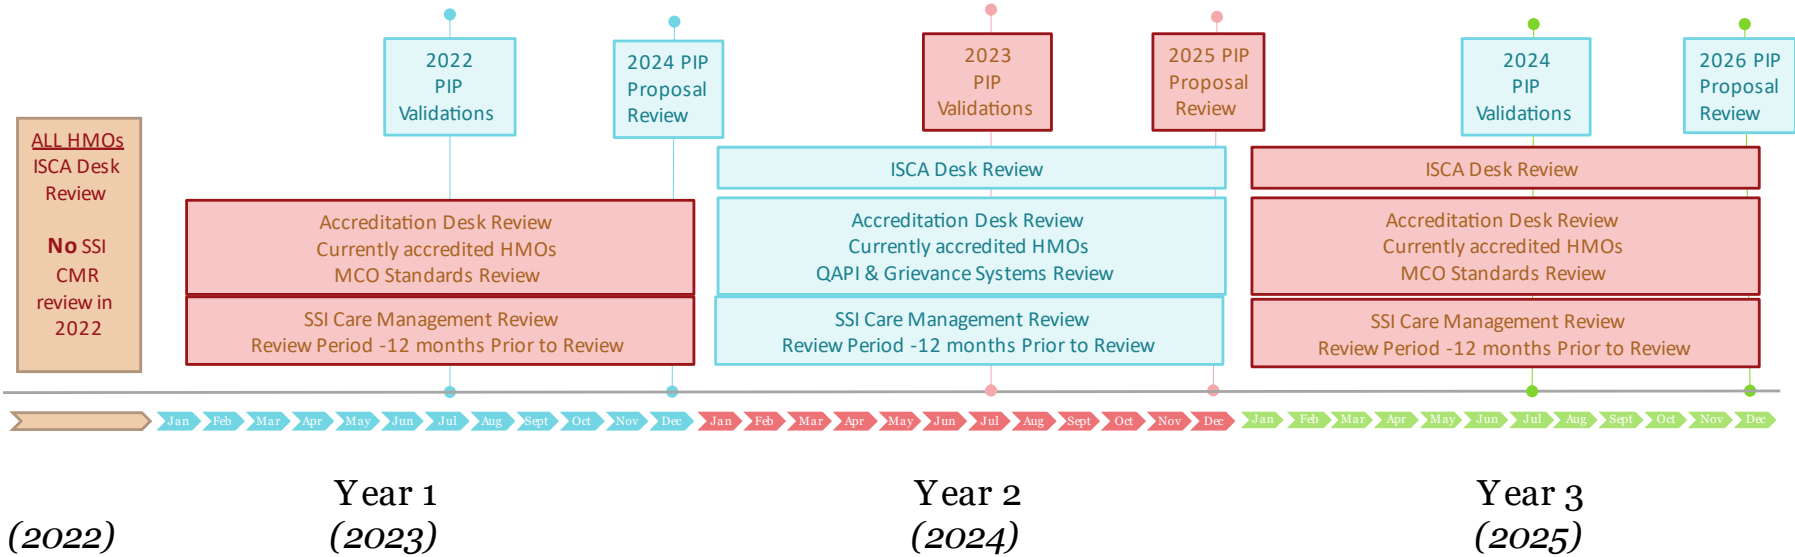 ALL HMOs
ISCA Desk
Review
No SSI
CMR
review in
2022
2022
PIP
Validations
2024 PIP
Proposal
Review
Accreditation Desk Review
Currently accredited HMOs
MCO Standards Review
SSI Care Management Review
Review Period -12 months Prior to Review
2023
PIP
Validations
2025 PIP
Proposal
Review
ISCA Desk Review
Accreditation Desk Review
Currently accredited HMOs
QAPI & Grievance Systems Review
SSI Care Management Review
Review Period -12 months Prior to Review
2024
PIP
Validations
2026 PIP
Proposal
Review
ISCA Desk Review
Accreditation Desk Review
Currently accredited HMOs
MCO Standards Review
SSI Care Management Review
Review Period -12 months Prior to Review
Jan Feb Mar Apr May Jun Jul Aug Sept Oct Nov Dec Jan Feb Mar Apr May Jun Jul Aug Sept Oct Nov Dec Jan Feb Mar Apr May Jun Jul Aug Sept Oct Nov Dec
Year 1 Year 2 Year 3
(2022) (2023) (2024) (2025)